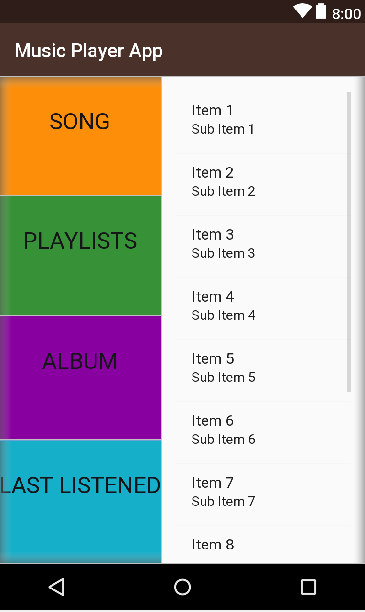 8:00
Music Player App
SONG
PLAYLISTS
ALBUM
LAST LISTENED
Item 1
Sub Item 1
Item 2
Sub Item 2
Item 3
Sub Item 3
Item 4
Sub Item 4
Item 5
Sub Item 5
Item 6
Sub Item 6
Item 7
Sub Item 7
Item 8